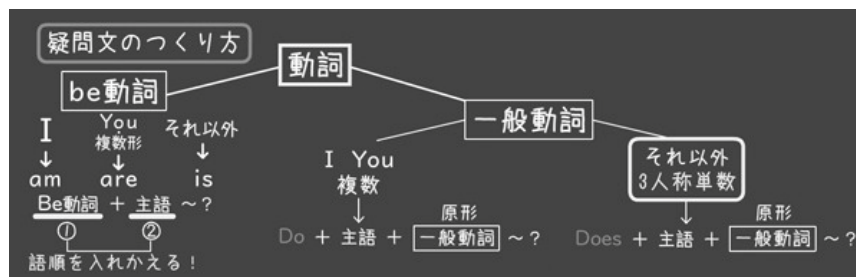 疑問文のつくり方
動詞
be動詞
一般動詞
I
You
複数形
それ以外
↓ ↓ ↓
am are is
Be動詞 + 主語 ～?
① ②
語順を入れかえる!
I You
複数
↓
原形
Do + 主語 + 一般動詞 ～?
それ以外
3人称単数
↓
原形
Does + 主語 + 一般動詞 ～?